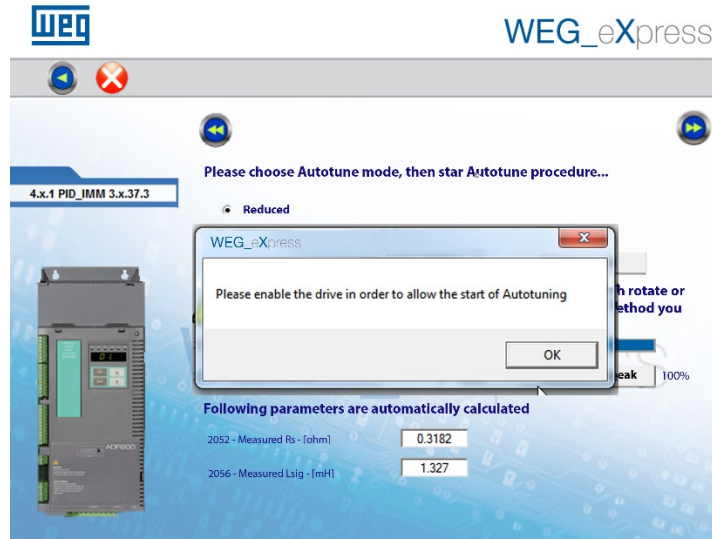 weg
WEG_eXpress
Please choose Autotune mode, then star Autotune procedure...
4.x.1 PID_IMM 3.x.37.3
Reduced
WEG_eXpress
Please enable the drive in order to allow the start of Autotuning
h rotate or
ethod you
OK
eak 100%
Following parameters are automatically calculated
2052 - Measured Rs - [ohm] 0.3182
2056 - Measured Lsig - [mH] 1.327
ADP200